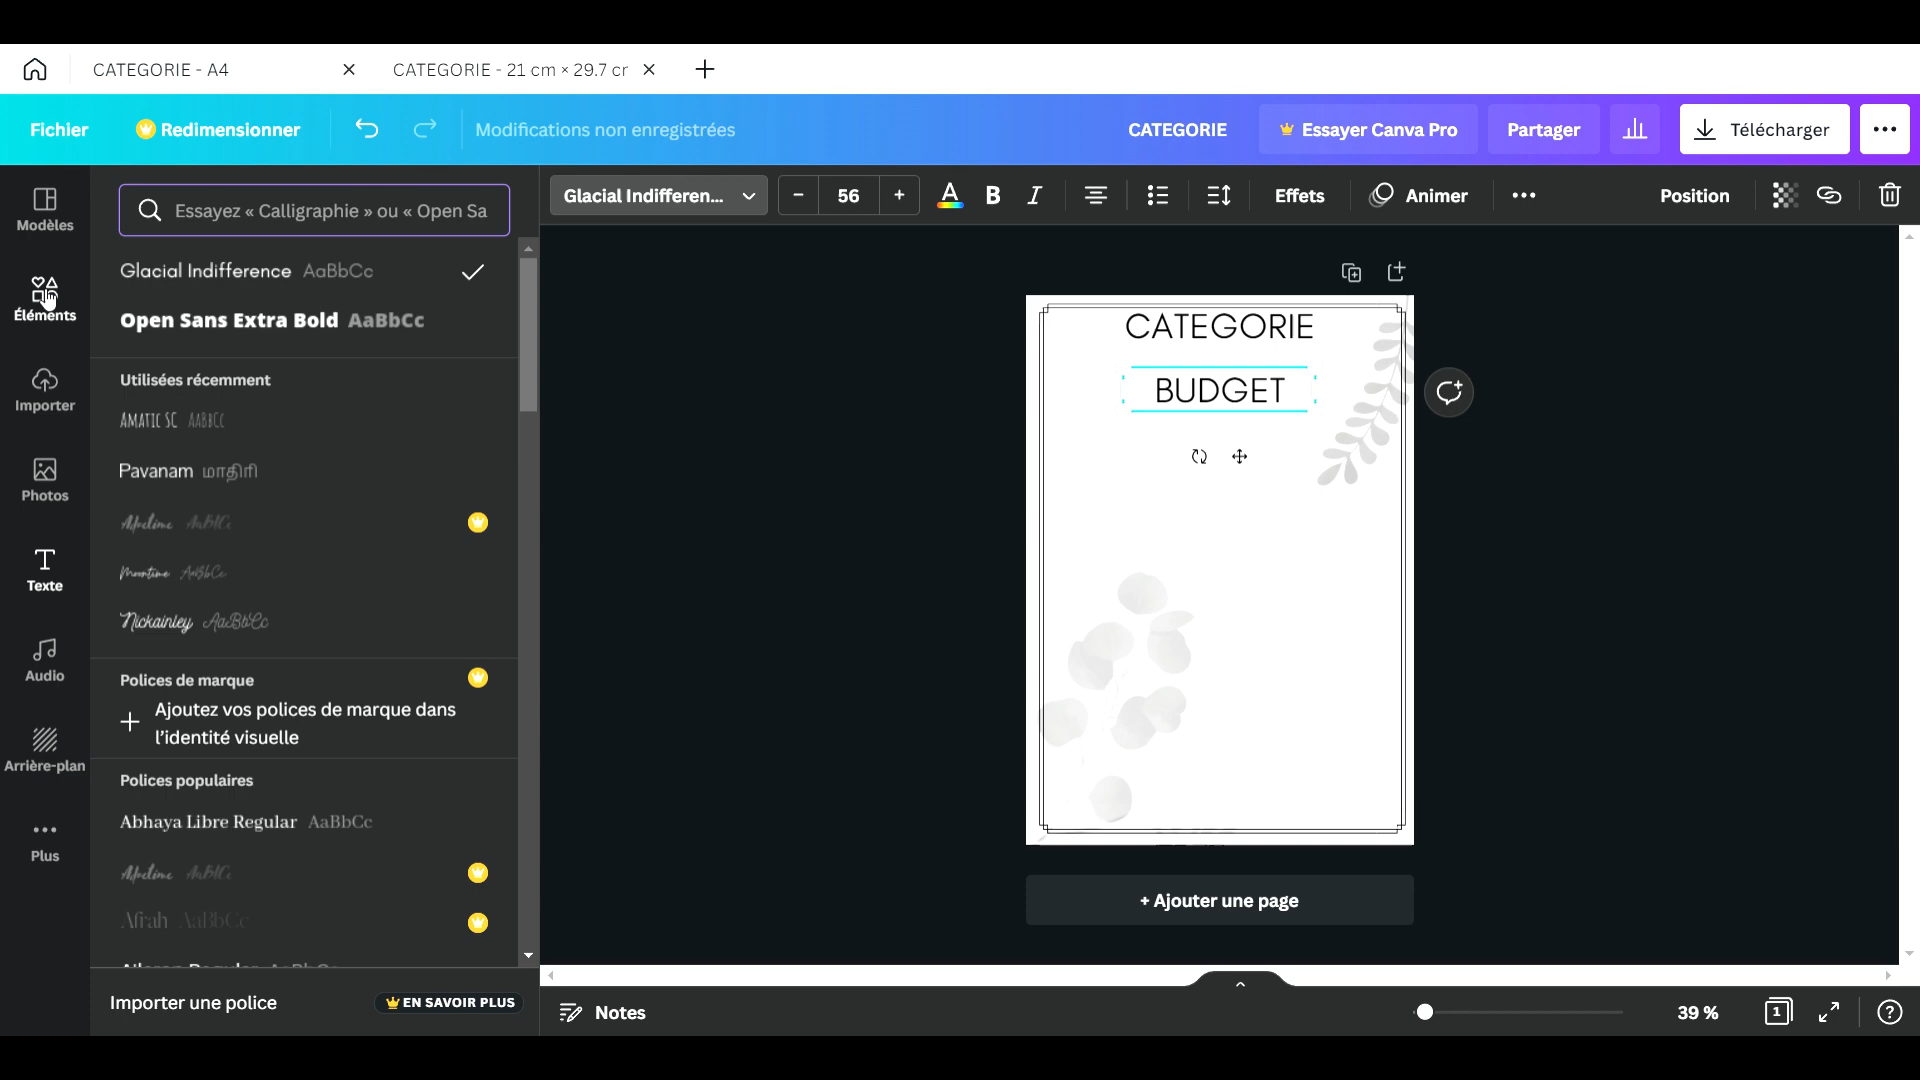 CATEGORIE - A4
CATEGORIE - 21 cm × 29.7 cr
Fichier
Redimensionner
Modifications non enregistrées
CATEGORIE
Essayer Canva Pro
Partager
Télécharger
Modèles
Éléments
Importer
Photos
Texte
Audio
Arrière-plan
Plus
Essayez « Calligraphie » ou « Open Sa
Glacial Indifference AaBbCc
Open Sans Extra Bold AaBbCc
Utilisées récemment
AMATIC SC AABBCC
Pavanam மாதிரி
Moontime AaBbCc
Nickainley AaBbCc
Polices de marque
Ajoutez vos polices de marque dans
l’identité visuelle
Polices populaires
Abhaya Libre Regular AaBbCc
Afrah AaBbCc
Importer une police
EN SAVOIR PLUS
Glacial Indifferen...
56
A
B
I
Effets
Animer
Position
CATEGORIE
BUDGET
+ Ajouter une page
Notes
39 %
1
?